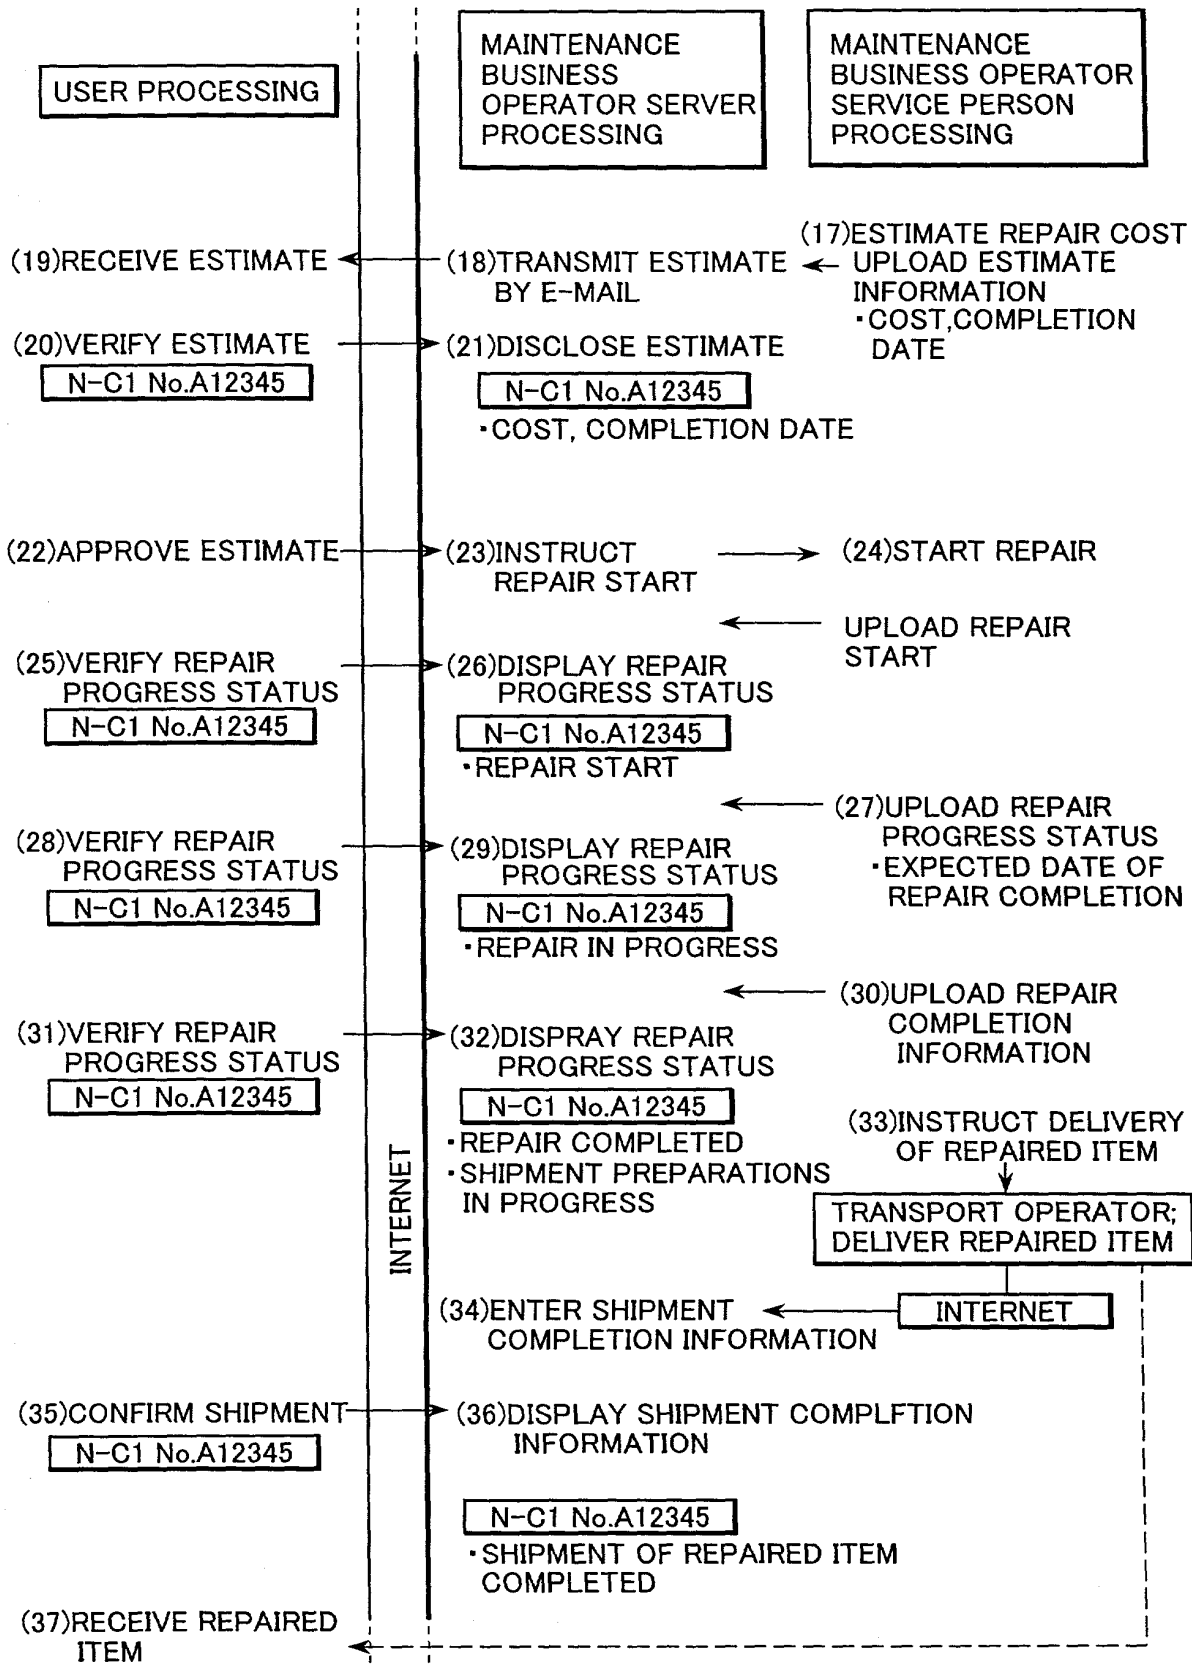 USER PROCESSING
MAINTENANCE
BUSINESS
OPERATOR SERVER
PROCESSING
MAINTENANCE
BUSINESS OPERATOR
SERVICE PERSON
PROCESSING
(17)ESTIMATE REPAIR COST
UPLOAD ESTIMATE
INFORMATION
・COST,COMPLETION
DATE
(18)TRANSMIT ESTIMATE
BY E-MAIL
(19)RECEIVE ESTIMATE
(20)VERIFY ESTIMATE
N-C1 No.A12345
(21)DISCLOSE ESTIMATE
N-C1 No.A12345
・COST, COMPLETION DATE
(22)APPROVE ESTIMATE
(23)INSTRUCT
REPAIR START
(24)START REPAIR
UPLOAD REPAIR
START
(25)VERIFY REPAIR
PROGRESS STATUS
N-C1 No.A12345
(26)DISPLAY REPAIR
PROGRESS STATUS
N-C1 No.A12345
・REPAIR START
(27)UPLOAD REPAIR
PROGRESS STATUS
・EXPECTED DATE OF
REPAIR COMPLETION
(28)VERIFY REPAIR
PROGRESS STATUS
N-C1 No.A12345
(29)DISPLAY REPAIR
PROGRESS STATUS
N-C1 No.A12345
・REPAIR IN PROGRESS
(30)UPLOAD REPAIR
COMPLETION
INFORMATION
(31)VERIFY REPAIR
PROGRESS STATUS
N-C1 No.A12345
(32)DISPRAY REPAIR
PROGRESS STATUS
N-C1 No.A12345
・REPAIR COMPLETED
・SHIPMENT PREPARATIONS
IN PROGRESS
(33)INSTRUCT DELIVERY
OF REPAIRED ITEM
TRANSPORT OPERATOR;
DELIVER REPAIRED ITEM
INTERNET
INTERNET
(34)ENTER SHIPMENT
COMPLETION INFORMATION
(35)CONFIRM SHIPMENT
N-C1 No.A12345
(36)DISPLAY SHIPMENT COMPLFTION
INFORMATION
N-C1 No.A12345
・SHIPMENT OF REPAIRED ITEM
COMPLETED
(37)RECEIVE REPAIRED
ITEM